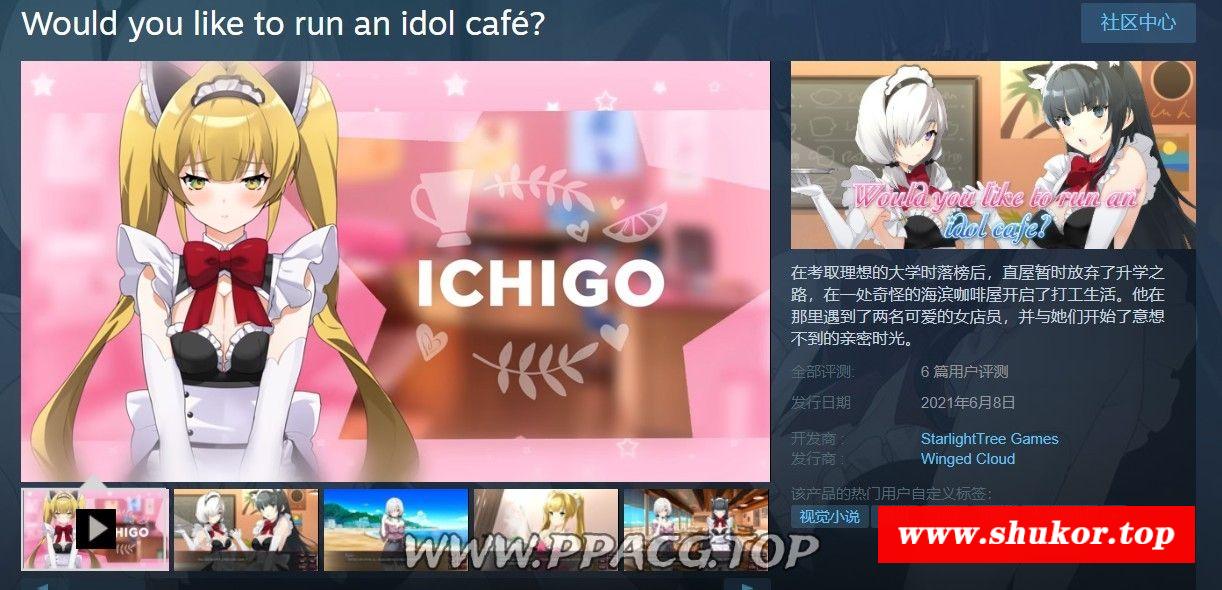 Would you like to run an idol café?
社区中心
ICHIGO
Would you like to run an
idol cafe?
在考取理想的大学时落榜后，直屋暂时放弃了升学之
路，在一处奇怪的海滨咖啡屋开启了打工生活。他在
那里遇到了两名可爱的女店员，并与她们开始了意想
不到的亲密时光。
全部评测: 6 篇用户评测
发行日期 2021年6月8日
开发商： StarlightTree Games
发行商： Winged Cloud
该产品的热门用户自定义标签：
视觉小说
www.shukor.top
WWW.PPACG.TOP